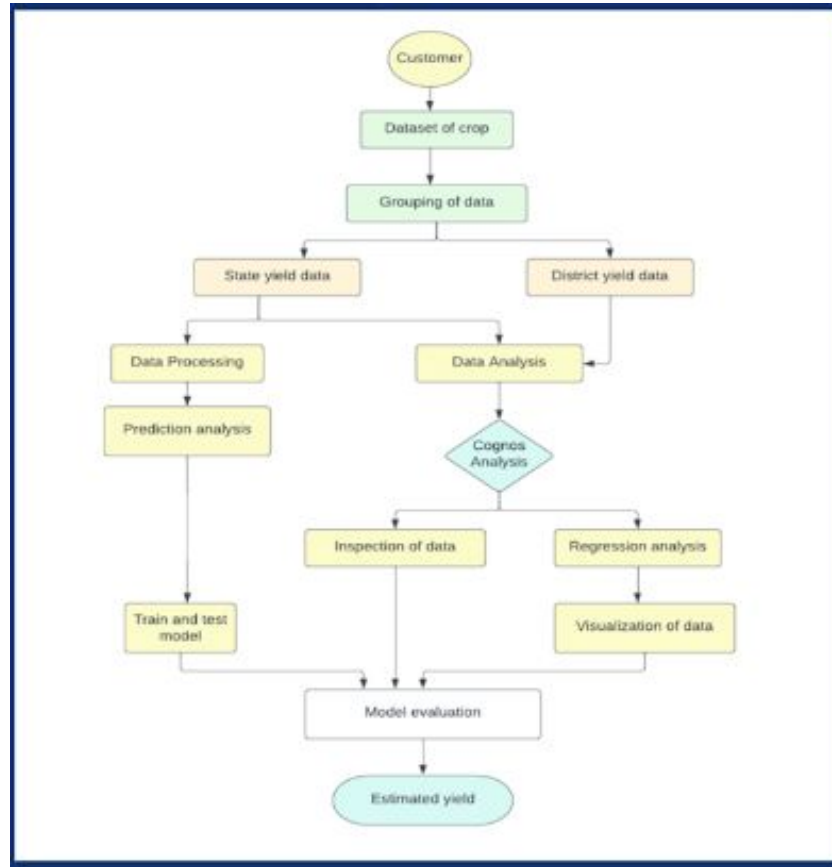 Customer
Dataset of crop
Grouping of data
State yield data
District yield data
Data Processing
Data Analysis
Prediction analysis
Cognos
Analysis
Inspection of data
Regression analysis
Train and test
model
Visualization of data
Model evaluation
Estimated yield